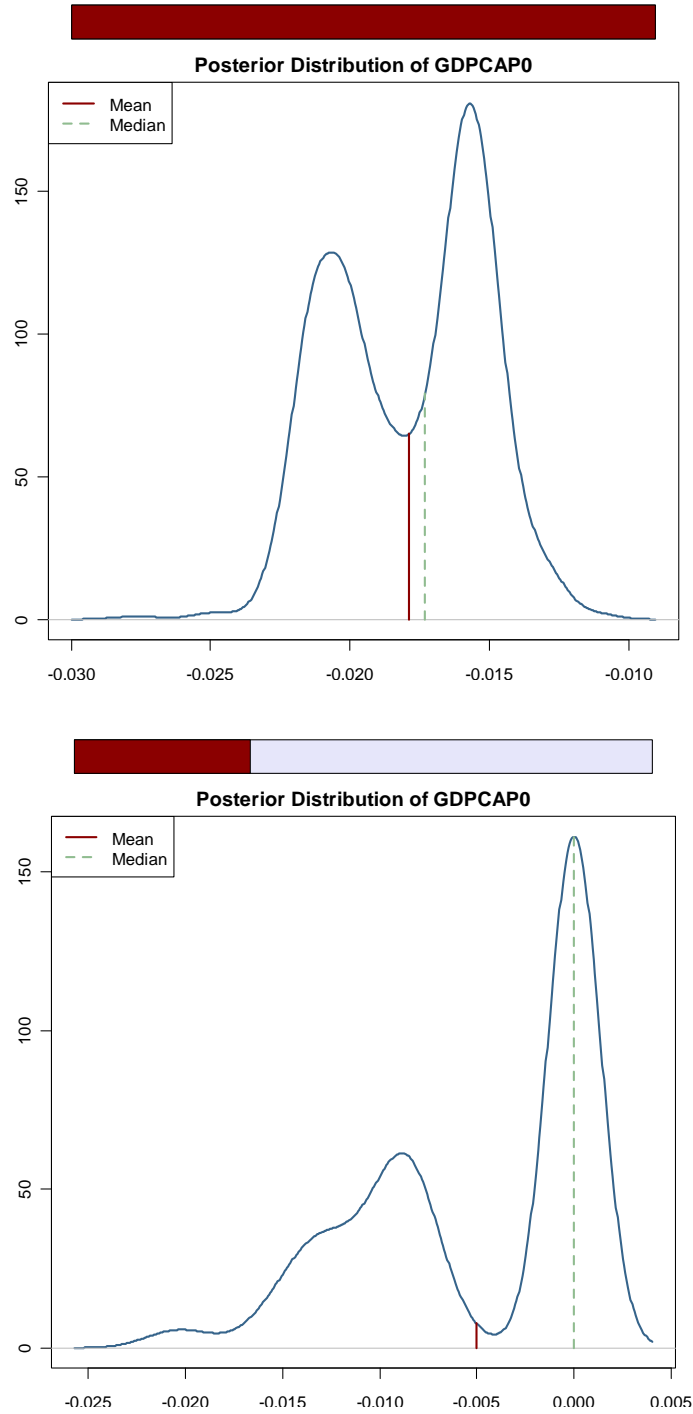 Posterior Distribution of GDPCAP0
Mean
Median
150
100
50
0
-0.030 -0.025 -0.020 -0.015 -0.010
Posterior Distribution of GDPCAP0
Mean
Median
150
100
50
0
-0.025 -0.020 -0.015 -0.010 -0.005 0.000 0.005